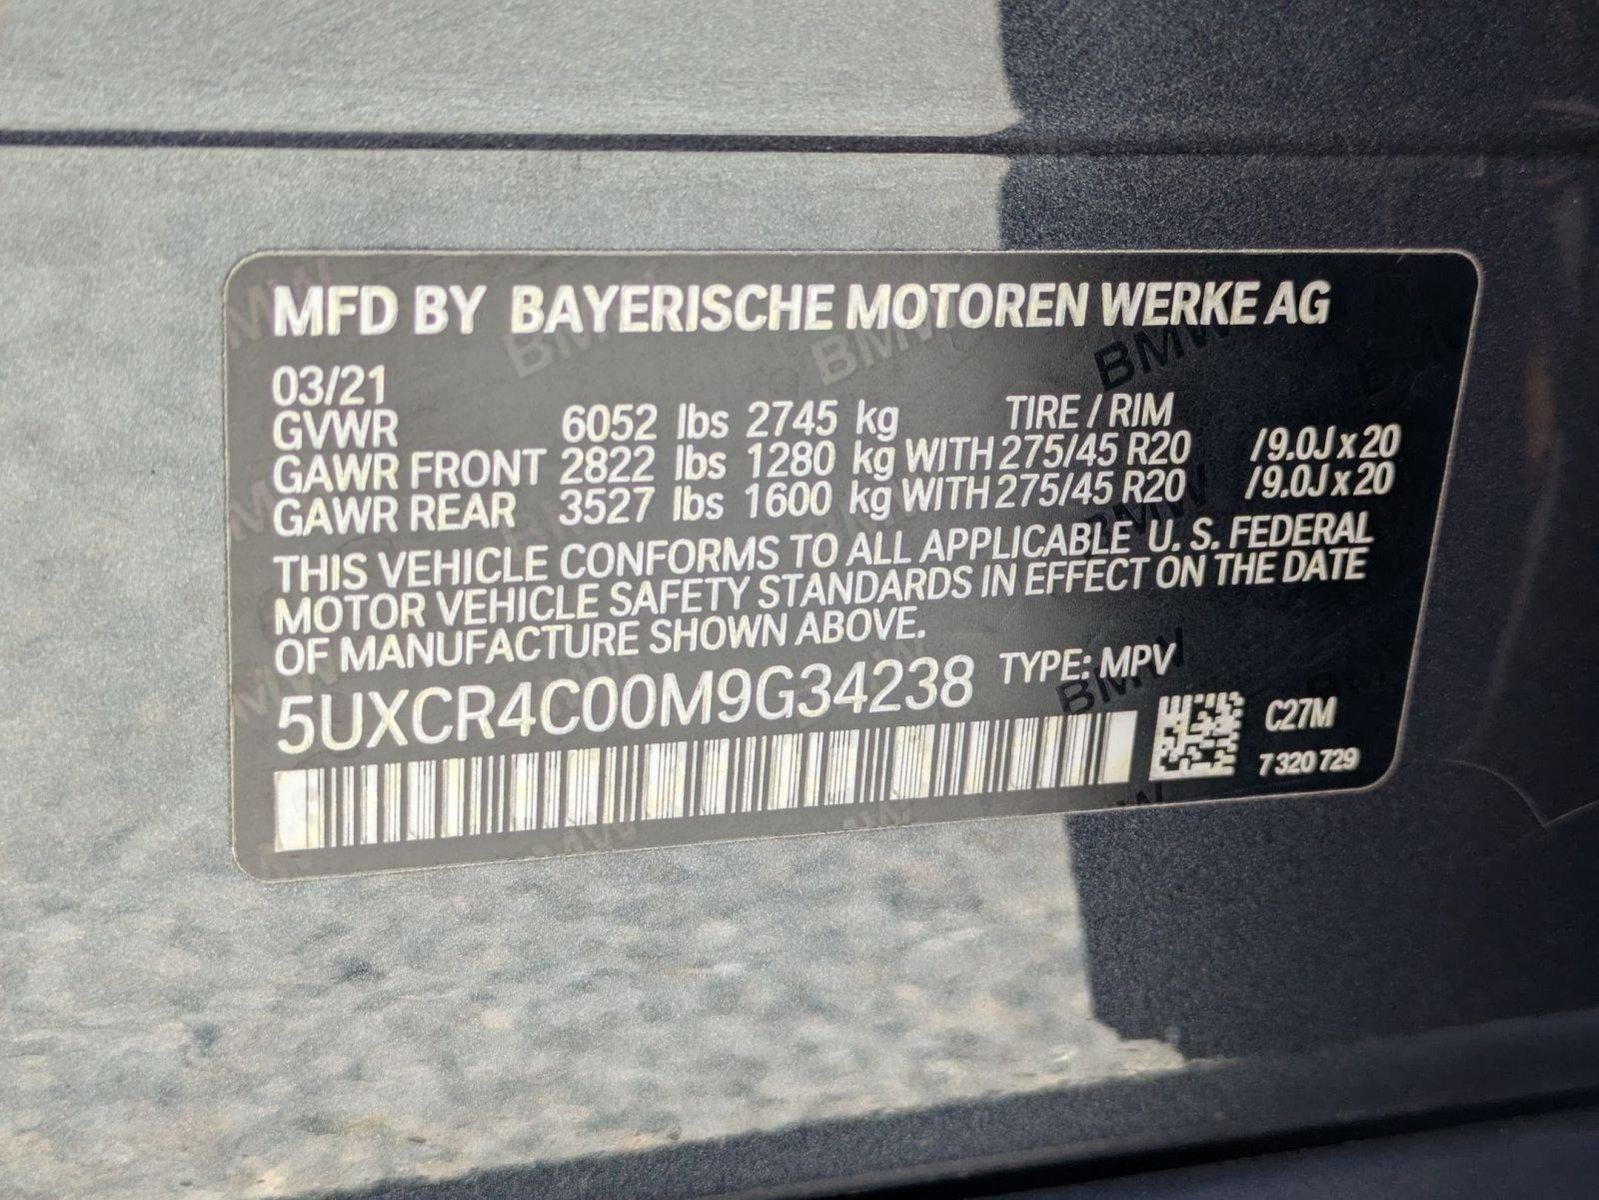 MFD BY BAYERISCHE MOTOREN WERKE AG
03/21
GVWR 6052 lbs 2745 kg TIRE / RIM
GAWR FRONT 2822 lbs 1280 kg WITH 275/45 R20 /9.0J x 20
GAWR REAR 3527 lbs 1600 kg WITH 275/45 R20 /9.0J x 20
THIS VEHICLE CONFORMS TO ALL APPLICABLE U. S. FEDERAL
MOTOR VEHICLE SAFETY STANDARDS IN EFFECT ON THE DATE
OF MANUFACTURE SHOWN ABOVE.
5UXCR4C00M9G34238 TYPE: MPV
C27M
7 320 729